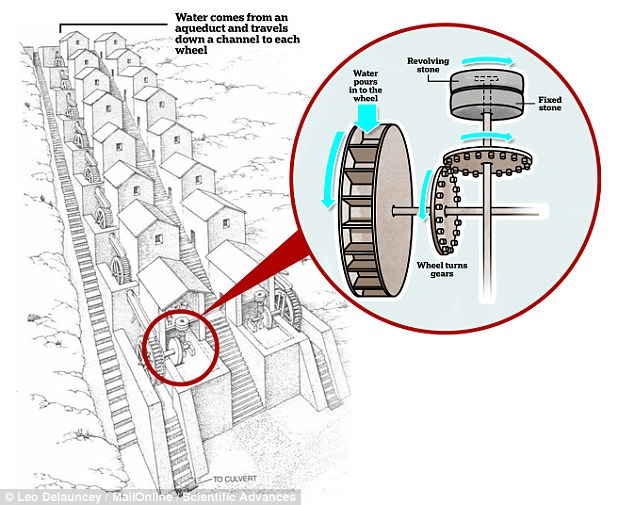 Water comes from an
aqueduct and travels
down a channel to each
wheel
Water
pours
in to the
wheel
Revolving
stone
Fixed
stone
Wheel turns
gears
TO CULVERT
© Leo Delauncey / MailOnline / Scientific Advances